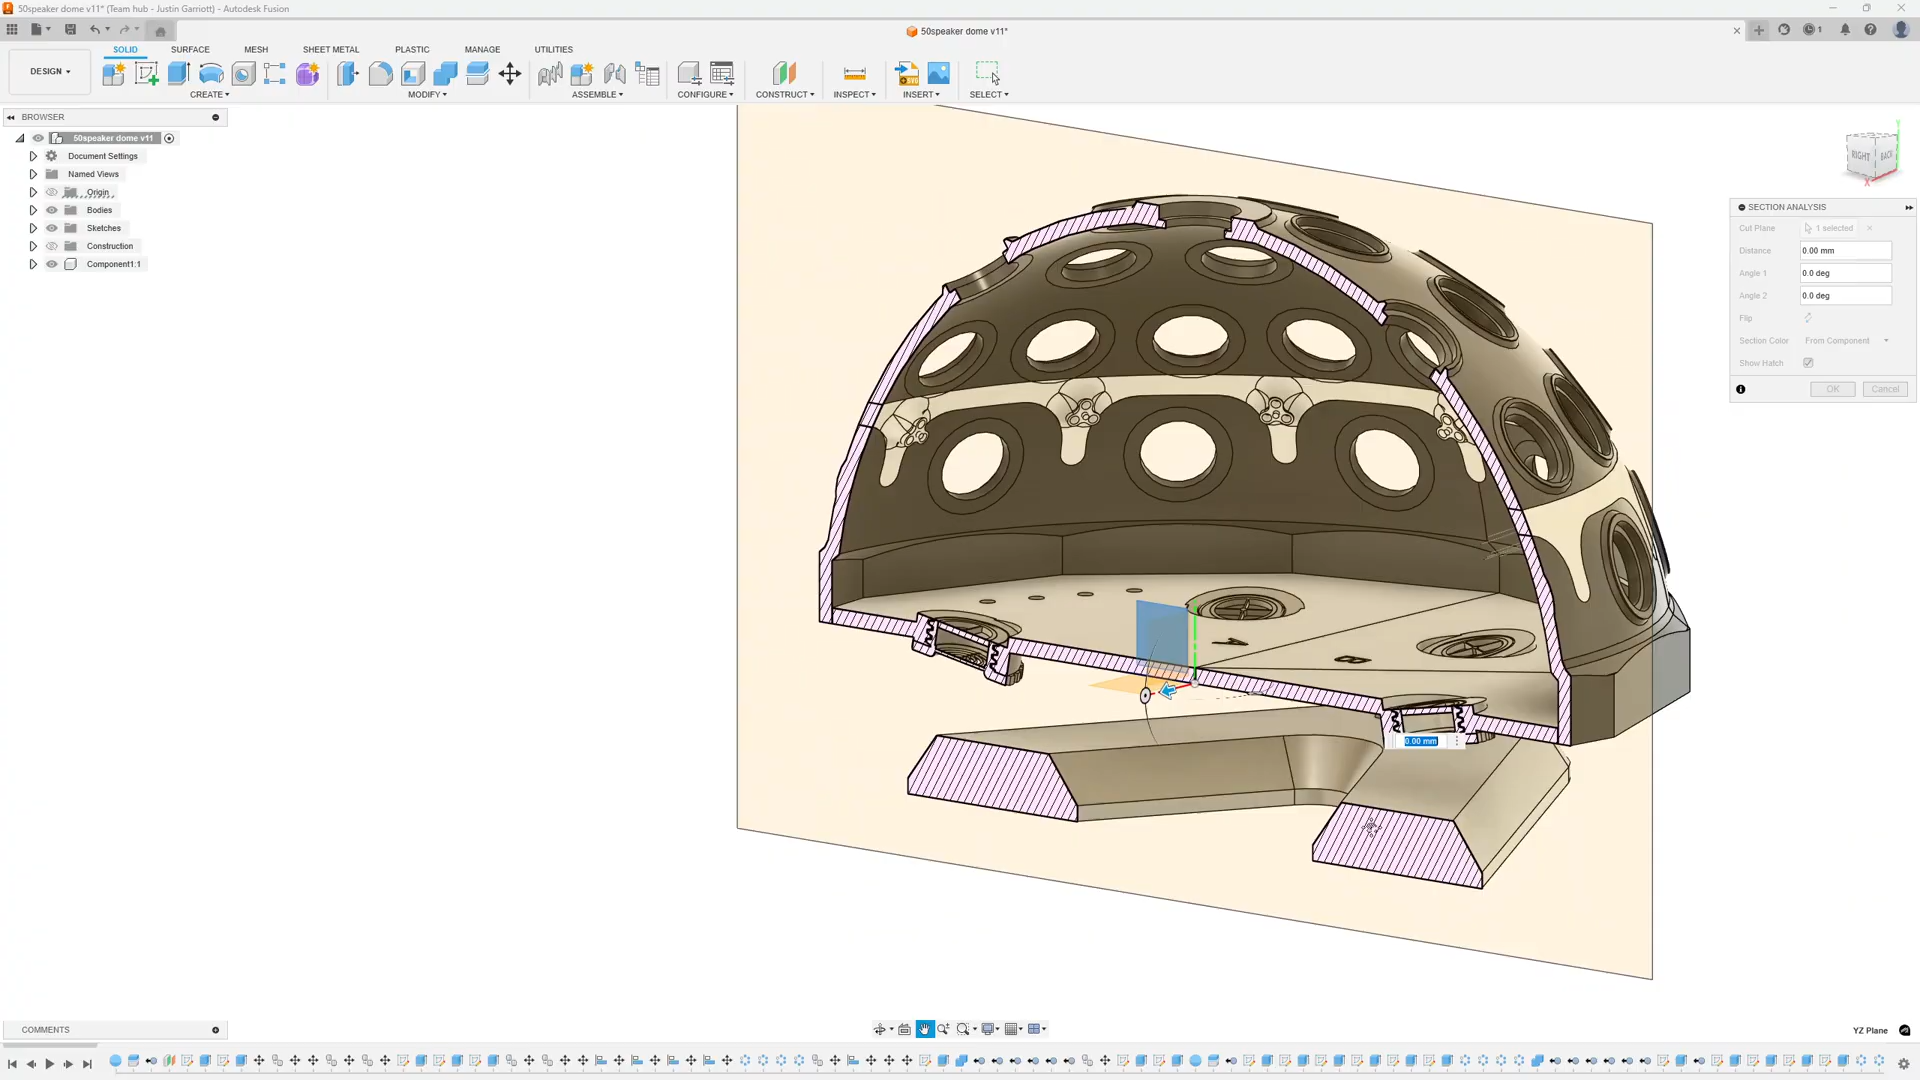 50speaker dome v11* (Team hub - Justin Garriott) - Autodesk Fusion
50speaker dome v11*
1
DESIGN
SOLID SURFACE MESH SHEET METAL PLASTIC MANAGE UTILITIES
CREATE MODIFY ASSEMBLE CONFIGURE CONSTRUCT INSPECT INSERT SELECT
BROWSER
50speaker dome v11
Document Settings
Named Views
Origin
Bodies
Sketches
Construction
Component1:1
RIGHT BACK
X
SECTION ANALYSIS
Cut Plane 1 selected
Distance 0.00 mm
Angle 1 0.0 deg
Angle 2 0.0 deg
Flip
Section Color From Component
Show Hatch
OK Cancel
A
B
0.00 mm
COMMENTS
YZ Plane